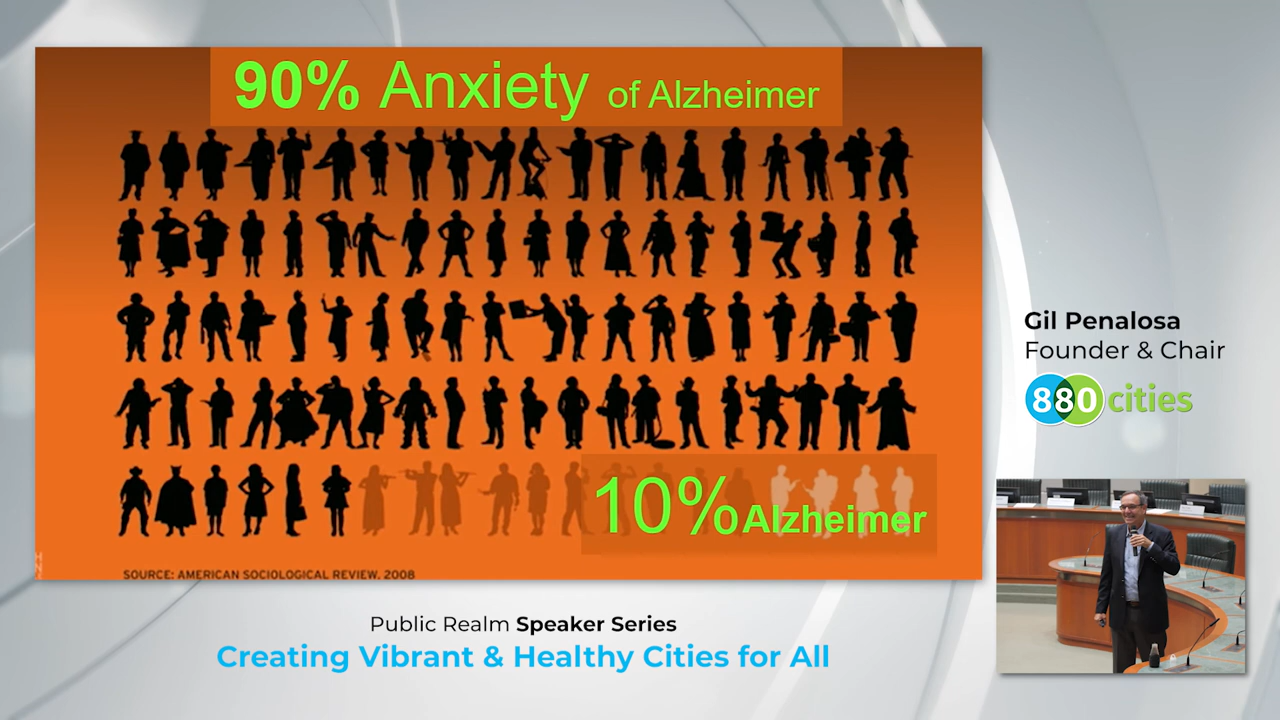 90% Anxiety of Alzheimer
10% Alzheimer
SOURCE: AMERICAN SOCIOLOGICAL REVIEW, 2008
Gil Penalosa
Founder & Chair
880 cities
Public Realm Speaker Series
Creating Vibrant & Healthy Cities for All